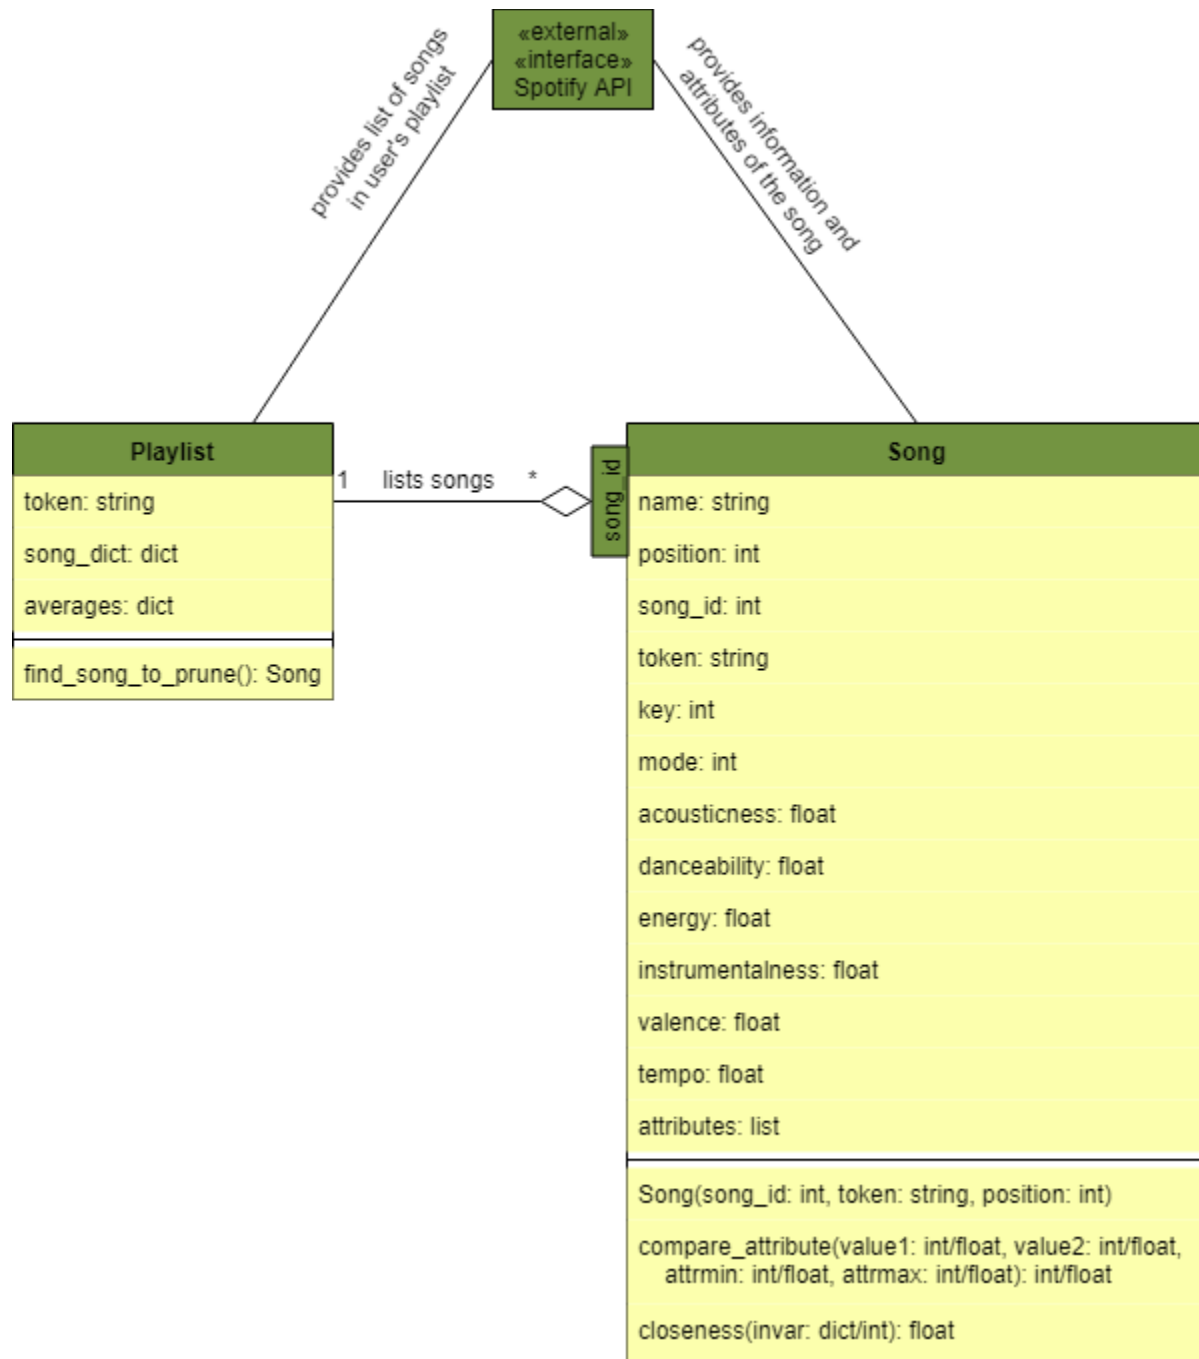 «external»
«interface»
Spotify API
provides list of songs
in user's playlist
provides information and
attributes of the song
Playlist
token: string
song_dict: dict
averages: dict
find_song_to_prune(): Song
1
lists songs
*
song_id
Song
name: string
position: int
song_id: int
token: string
key: int
mode: int
acousticness: float
danceability: float
energy: float
instrumentalness: float
valence: float
tempo: float
attributes: list
Song(song_id: int, token: string, position: int)
compare_attribute(value1: int/float, value2: int/float,
attrmin: int/float, attrmax: int/float): int/float
closeness(invar: dict/int): float